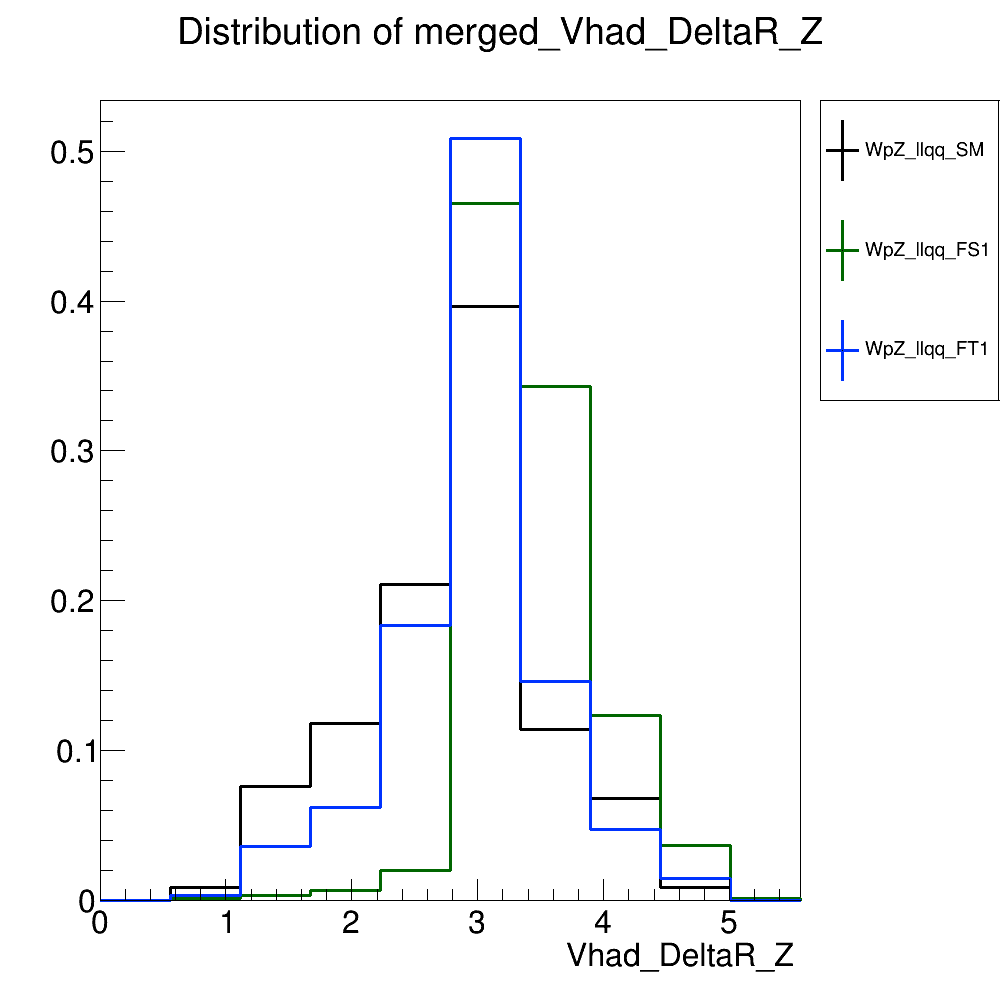 Distribution of merged_Vhad_DeltaR_Z
0.5
0.4
0.3
0.2
0.1
0
0 1 2 3 4 5
Vhad_DeltaR_Z
WpZ_llqq_SM
WpZ_llqq_FS1
WpZ_llqq_FT1